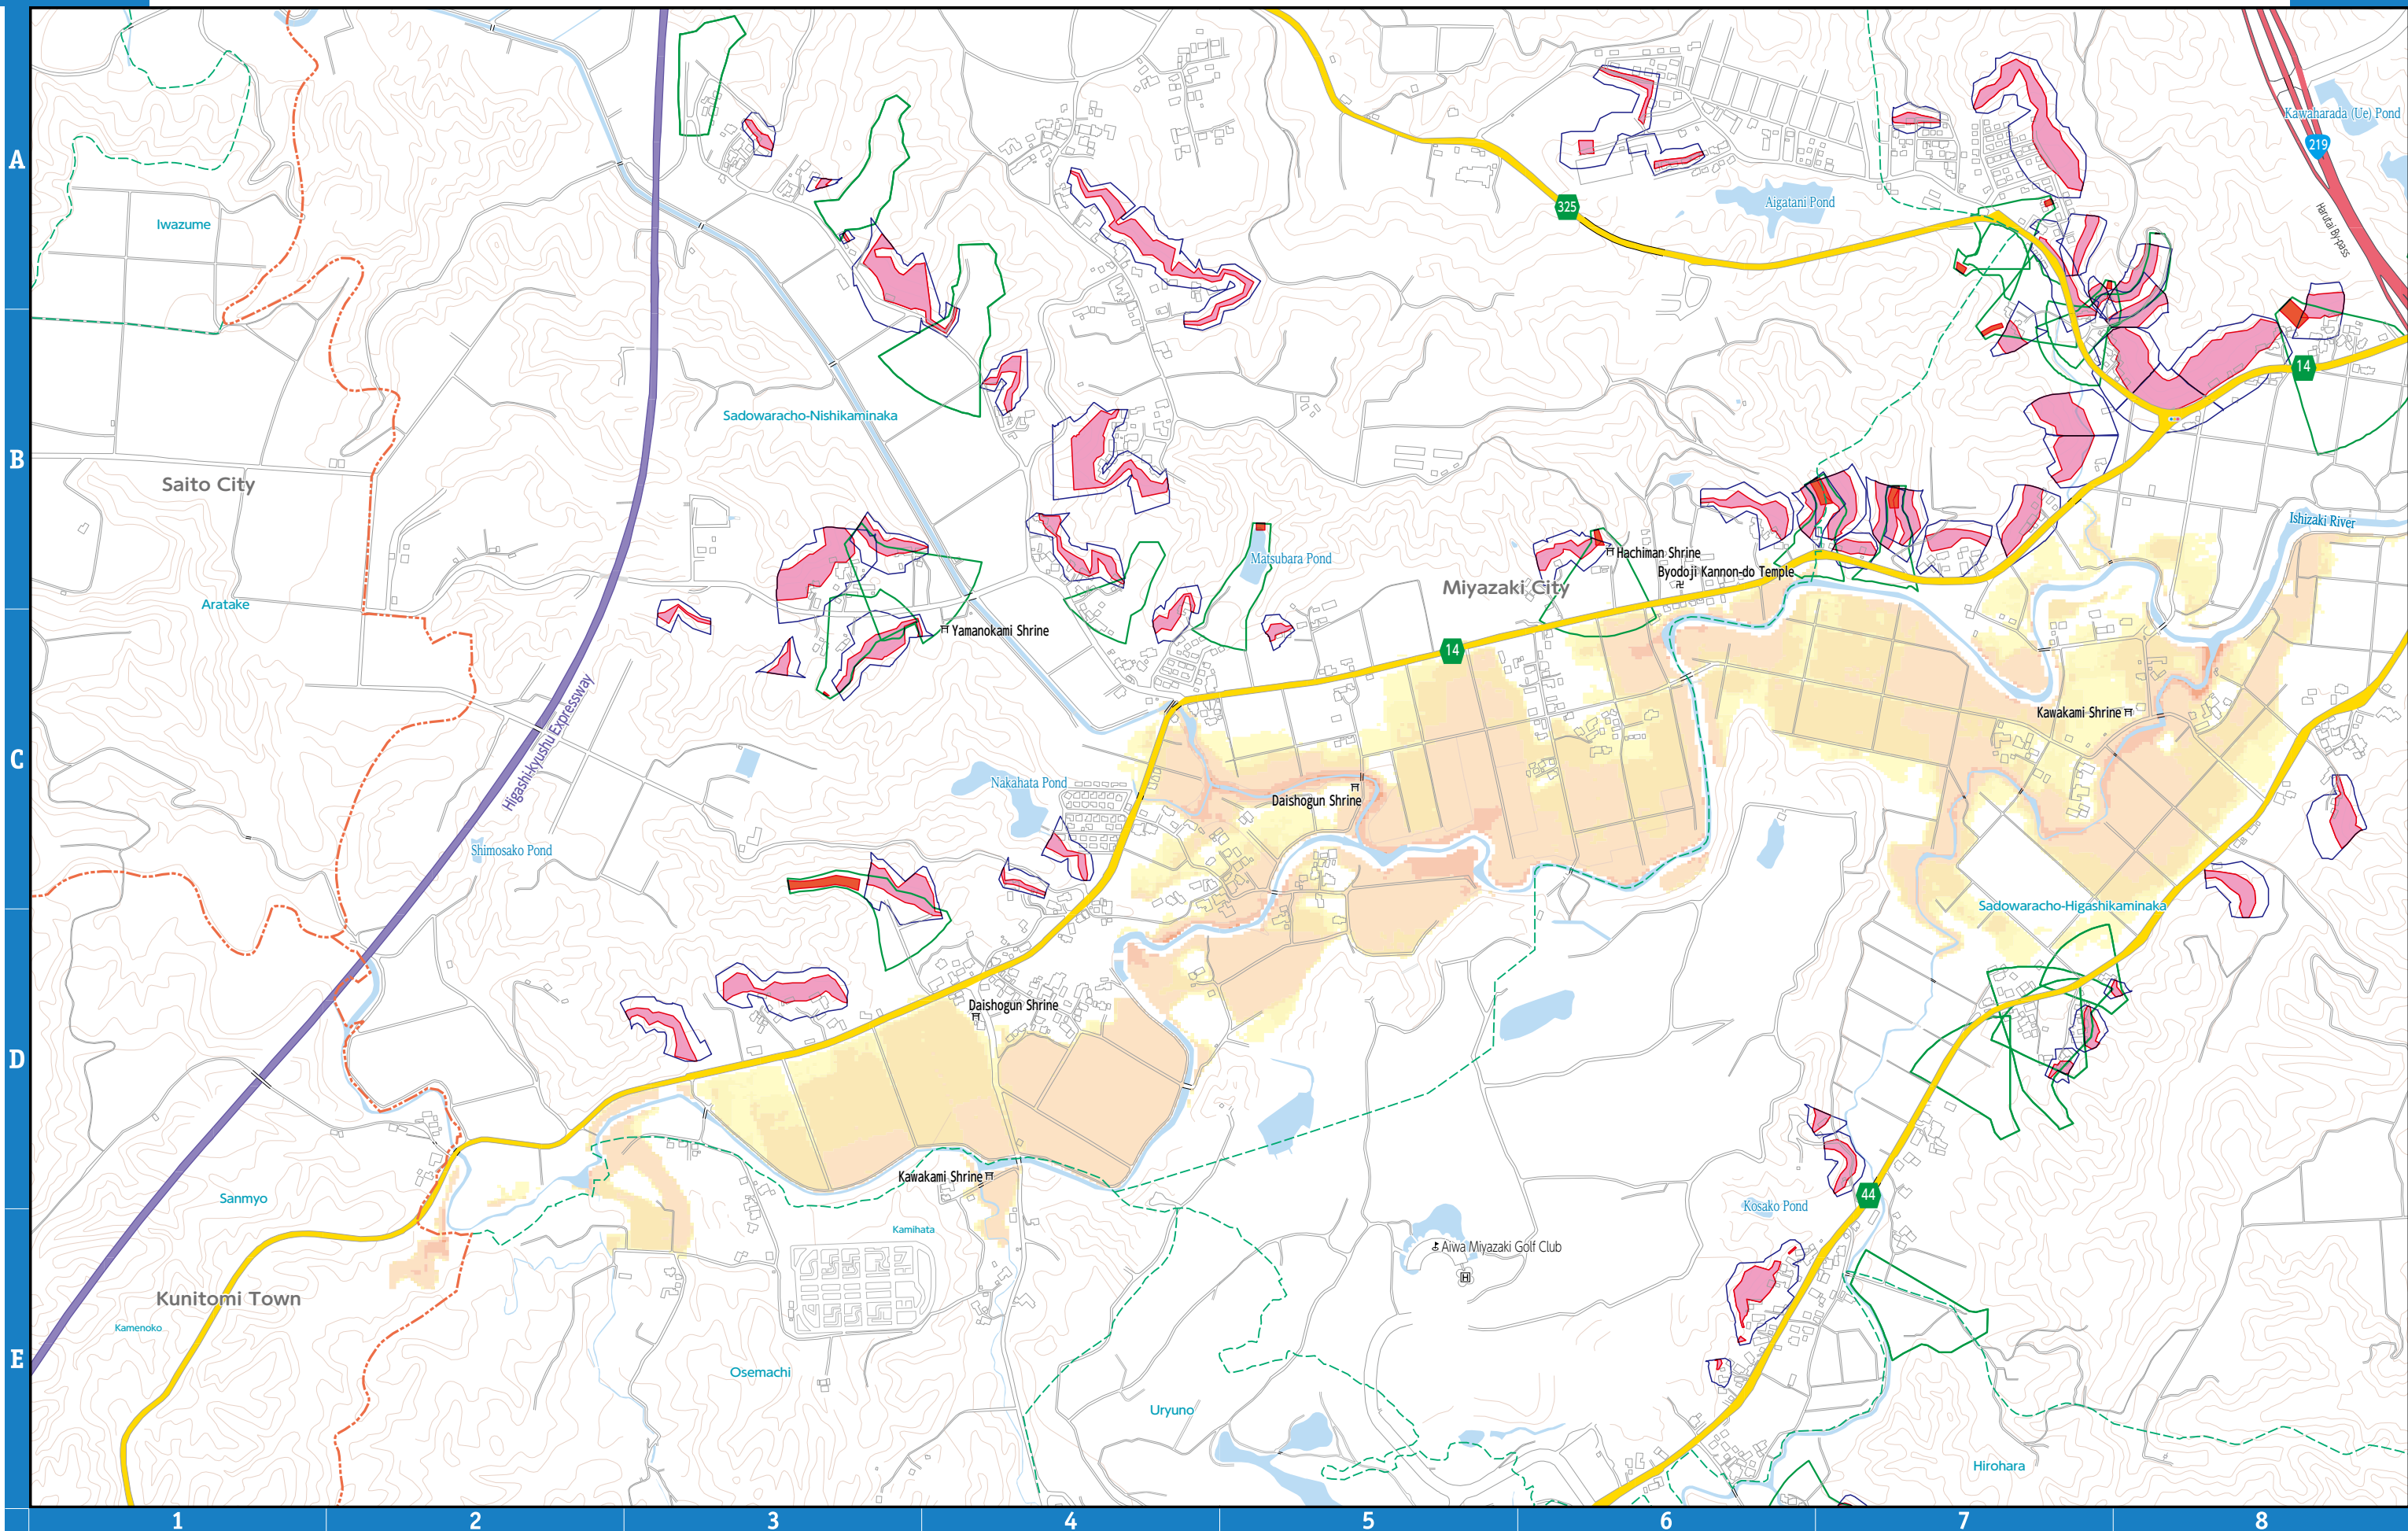 A
Kawaharada (Ue) Pond
219
Harutai By-pass
325
Aigatani Pond
Iwazume
14
Sadowaracho-Nishikaminaka
B
Saito City
Ishizaki River
Matsubara Pond
Hachiman Shrine
Byodoji Kannon-do Temple
Miyazaki City
Aratake
Yamanokami Shrine
14
Higashi-kyushu Expressway
Kawakami Shrine
C
Nakahata Pond
Daishogun Shrine
Shimosako Pond
Sadowaracho-Higashikaminaka
Daishogun Shrine
D
Kawakami Shrine
Sanmyo
44
Kosako Pond
Kamihata
Aiwa Miyazaki Golf Club
H
Kunitomi Town
Kamenoko
E
Osemachi
Uryuno
Hirohara
1 2 3 4 5 6 7 8